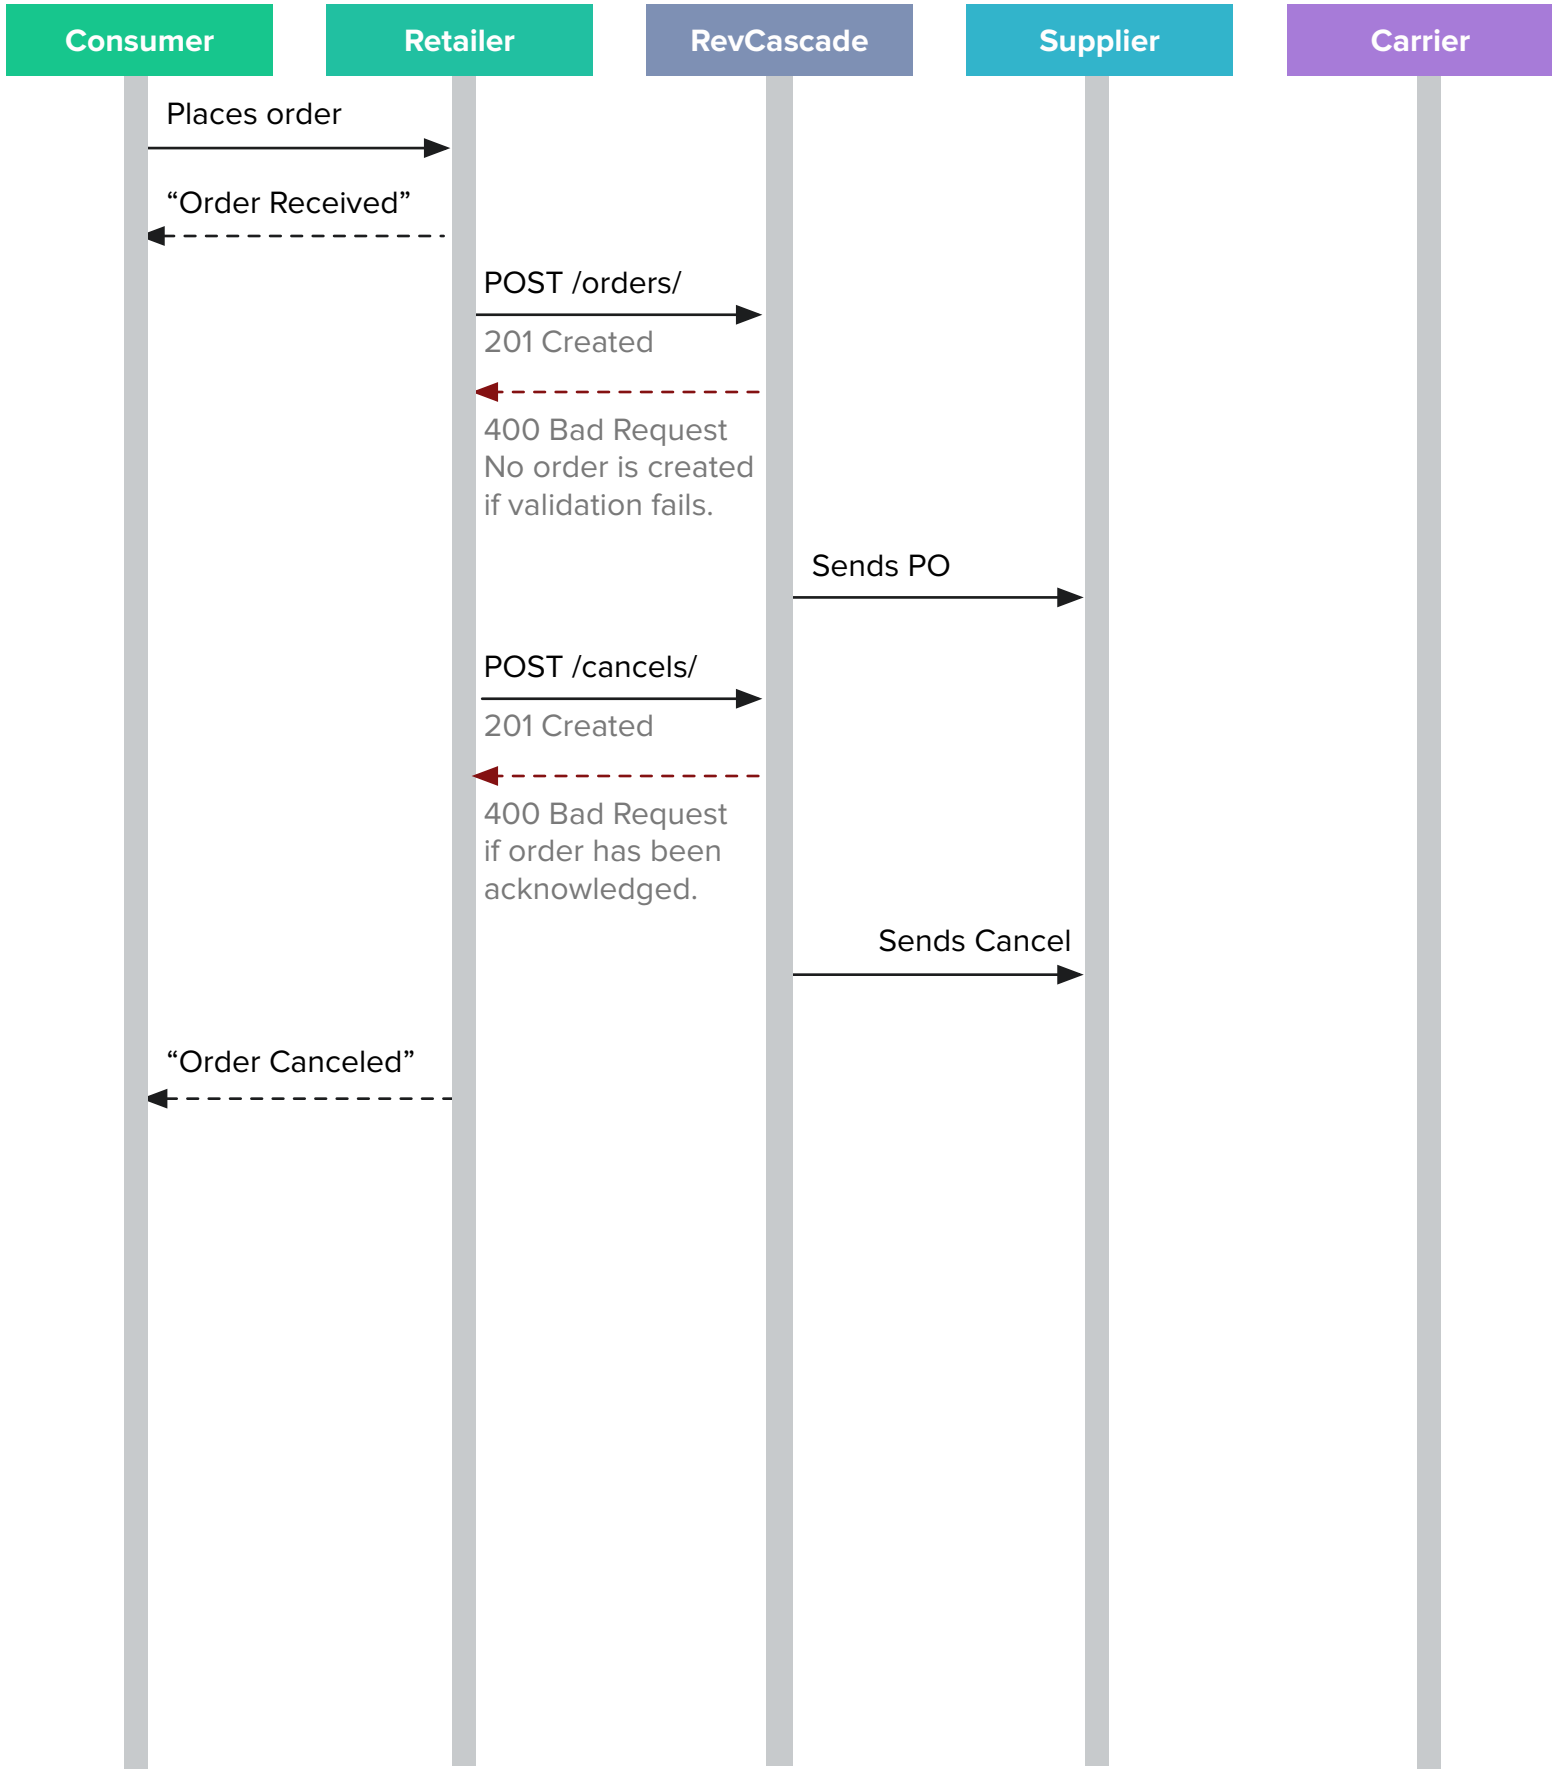 Consumer
Retailer
RevCascade
Supplier
Carrier
Places order
“Order Received”
POST /orders/
201 Created
400 Bad Request
No order is created
if validation fails.
Sends PO
POST /cancels/
201 Created
400 Bad Request
if order has been
acknowledged.
Sends Cancel
“Order Canceled”